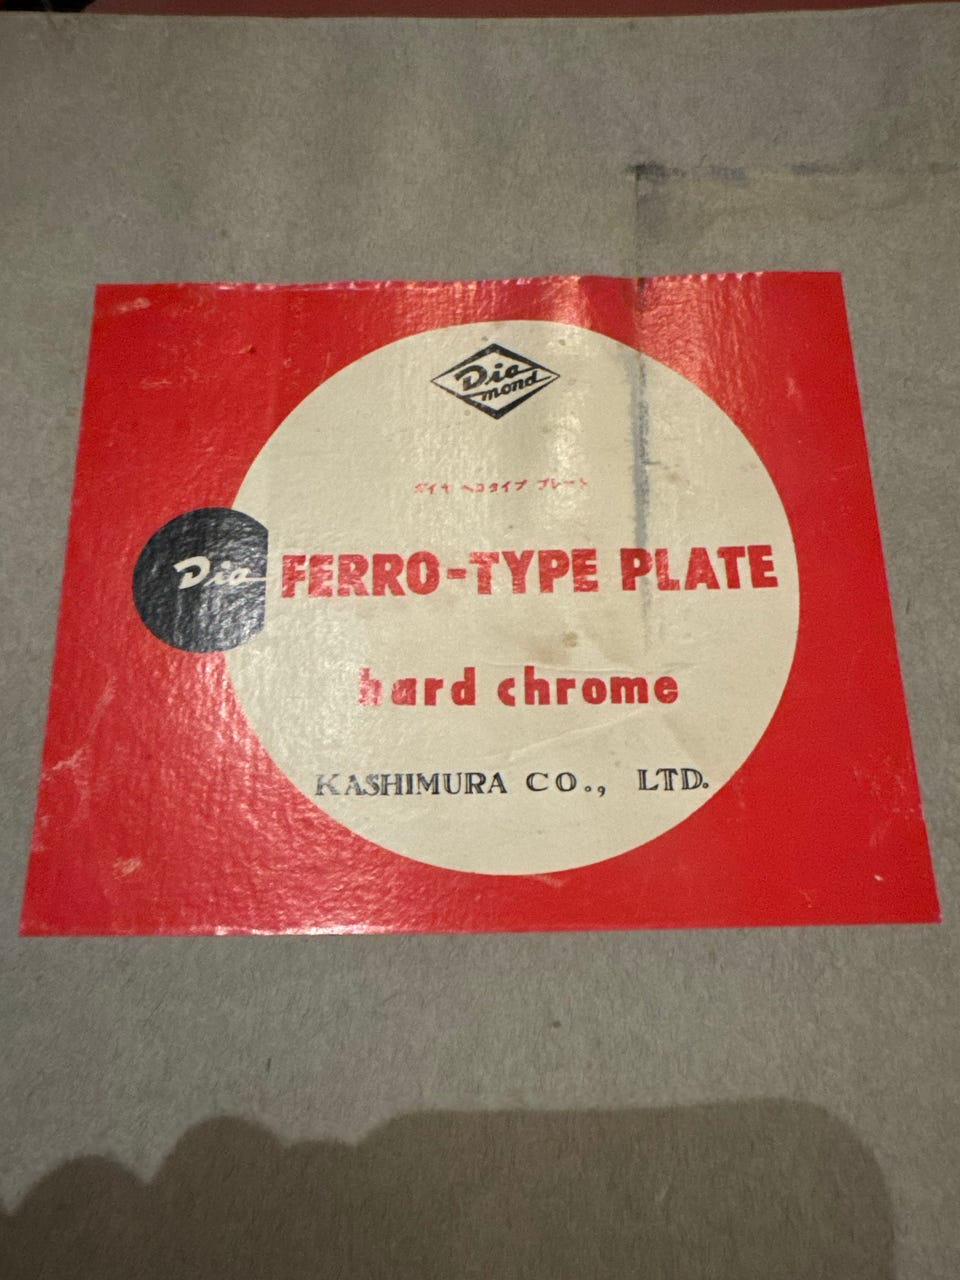 Dia
mond
ダイヤ ヘロタイプ プレート
Dia FERRO-TYPE PLATE
hard chrome
KASHIMURA CO., LTD.